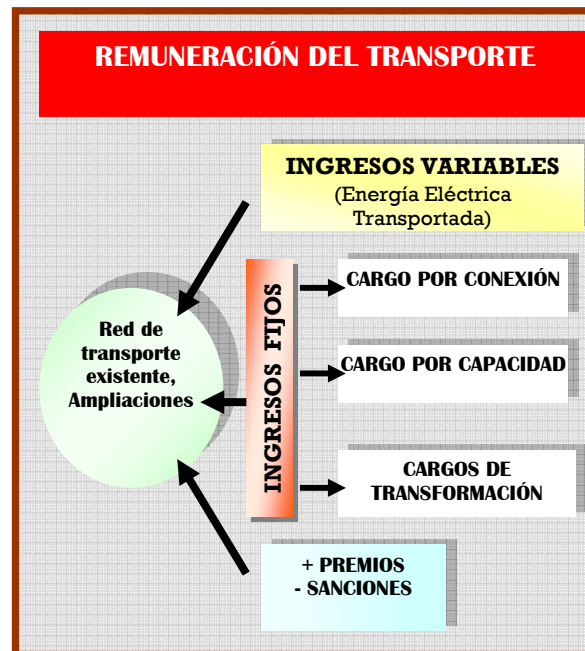 REMUNERACIÓN DEL TRANSPORTE
INGRESOS VARIABLES
(Energía Eléctrica
Transportada)
Red de
transporte
existente,
Ampliaciones
INGRESOS FIJOS
CARGO POR CONEXIÓN
CARGO POR CAPACIDAD
CARGOS DE
TRANSFORMACIÓN
+ PREMIOS
- SANCIONES